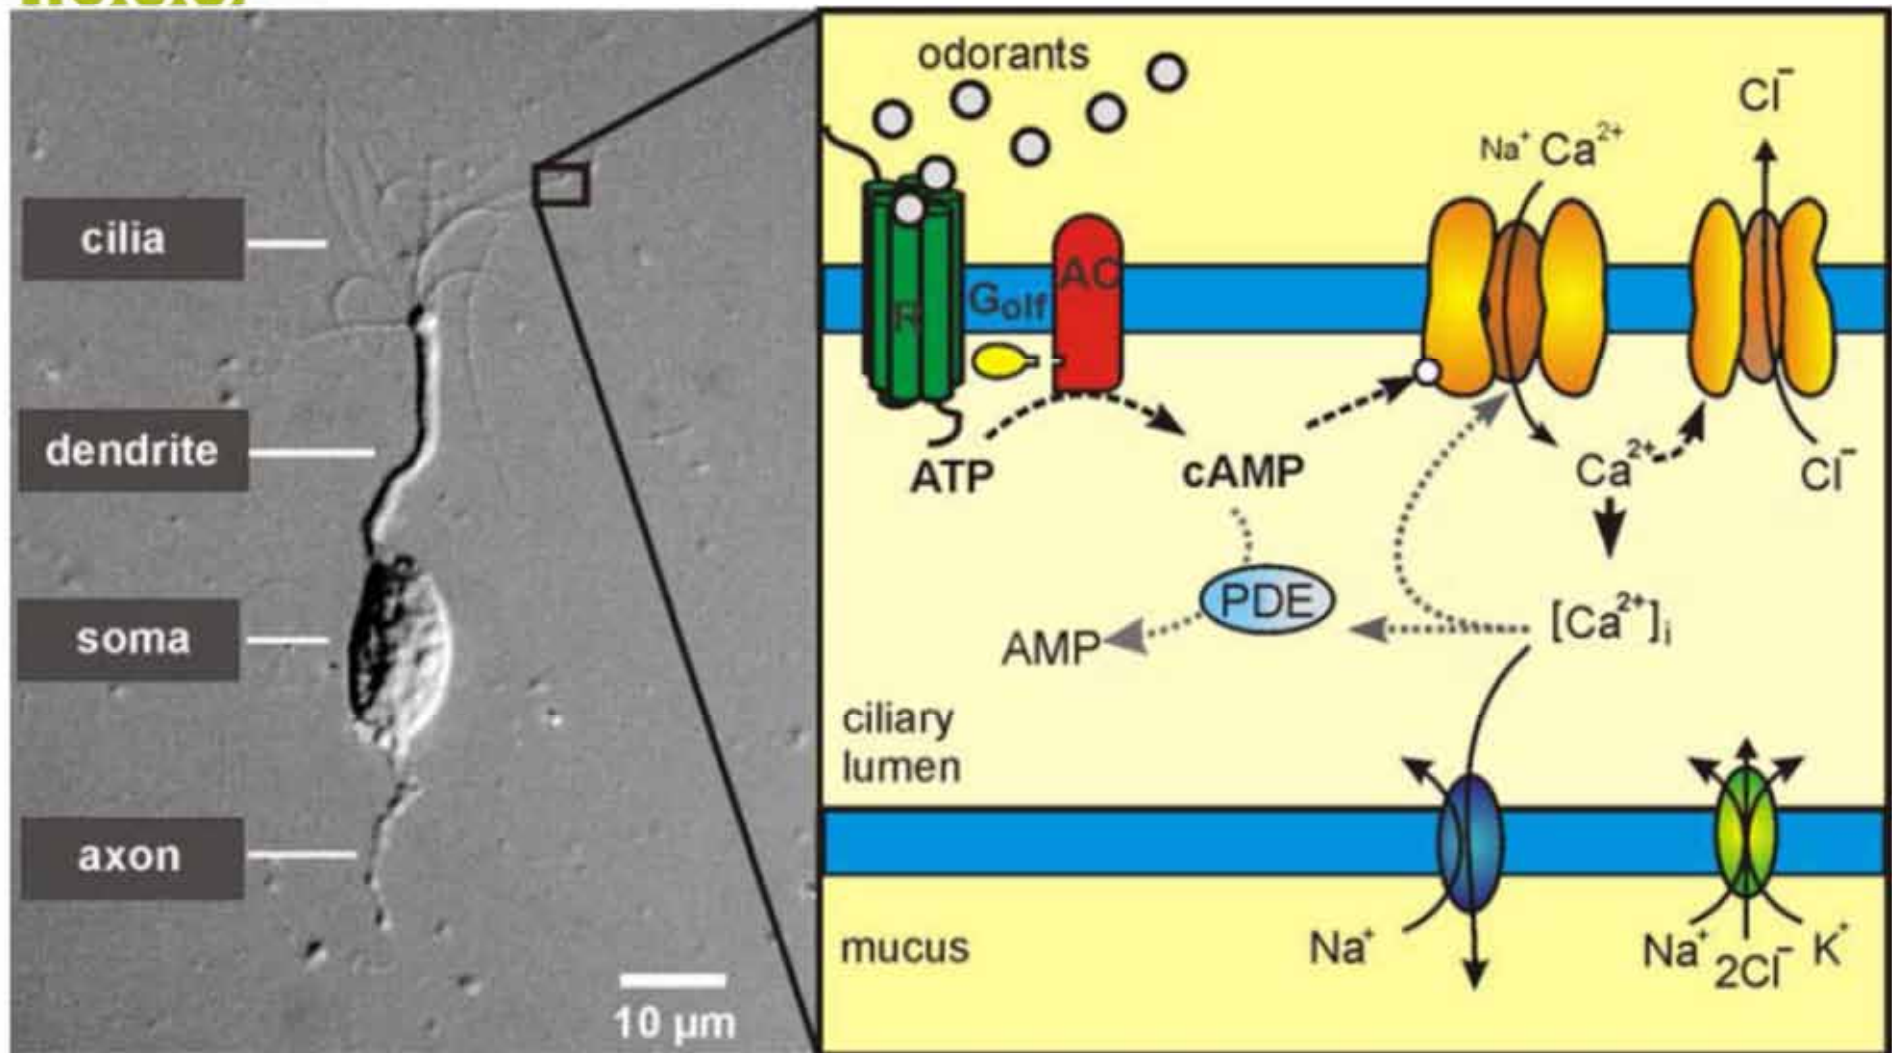 cilia
dendrite
soma
axon
10 µm
odorants
Cl⁻
Na⁺ Ca²⁺
R
Golf
AC
ATP
cAMP
Ca²⁺
Cl⁻
PDE
AMP
[Ca²⁺]i
ciliary
lumen
mucus
Na⁺
Na⁺ 2Cl⁻ K⁺